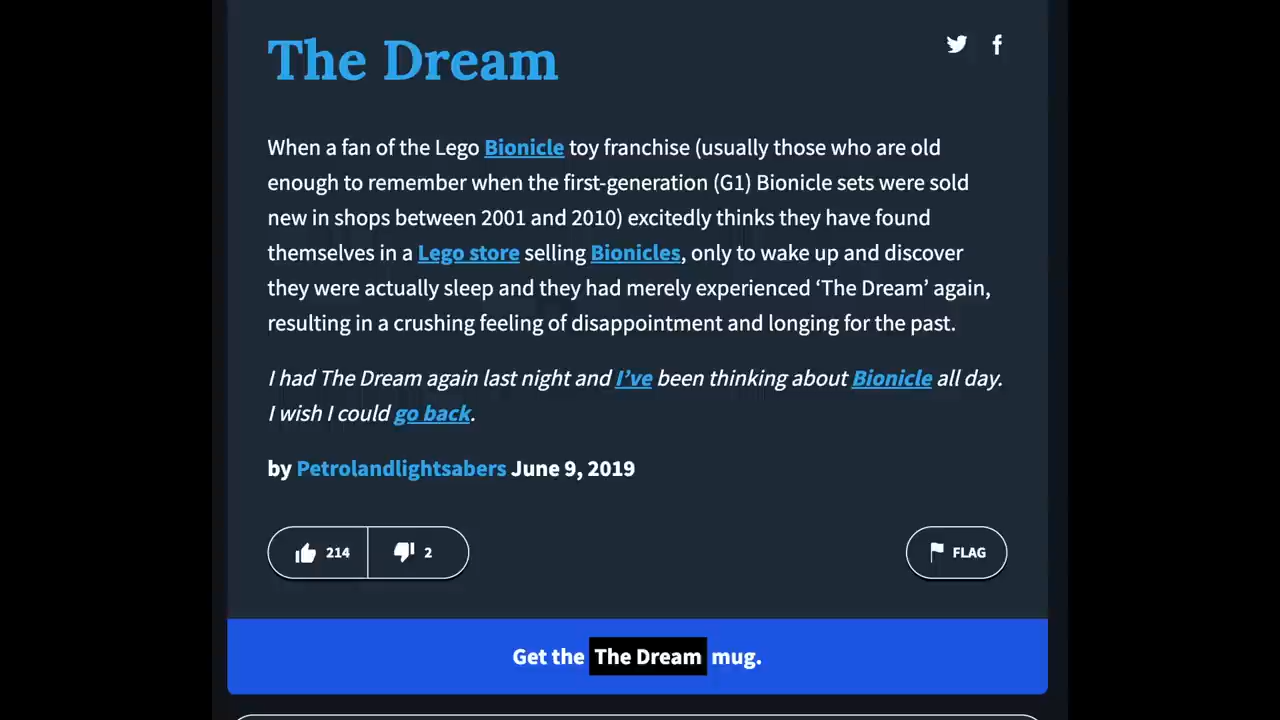 The Dream
When a fan of the Lego Bionicle toy franchise (usually those who are old
enough to remember when the first-generation (G1) Bionicle sets were sold
new in shops between 2001 and 2010) excitedly thinks they have found
themselves in a Lego store selling Bionicles, only to wake up and discover
they were actually sleep and they had merely experienced ‘The Dream’ again,
resulting in a crushing feeling of disappointment and longing for the past.
I had The Dream again last night and I’ve been thinking about Bionicle all day.
I wish I could go back.
by Petrolandlightsabers June 9, 2019
214
2
FLAG
Get the The Dream mug.